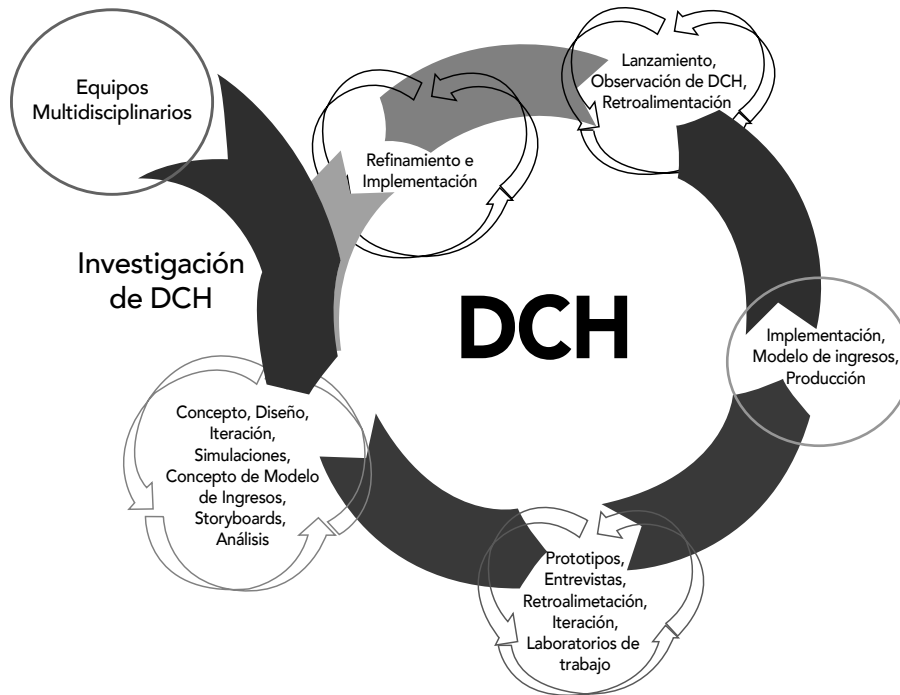 Equipos
Multidisciplinarios
Investigación
de DCH
Concepto, Diseño,
Iteración,
Simulaciones,
Concepto de Modelo
de Ingresos,
Storyboards,
Análisis
Prototipos,
Entrevistas,
Retroalimetación,
Iteración,
Laboratorios de
trabajo
Implementación,
Modelo de ingresos,
Producción
Lanzamiento,
Observación de DCH,
Retroalimentación
Refinamiento e
Implementación
DCH